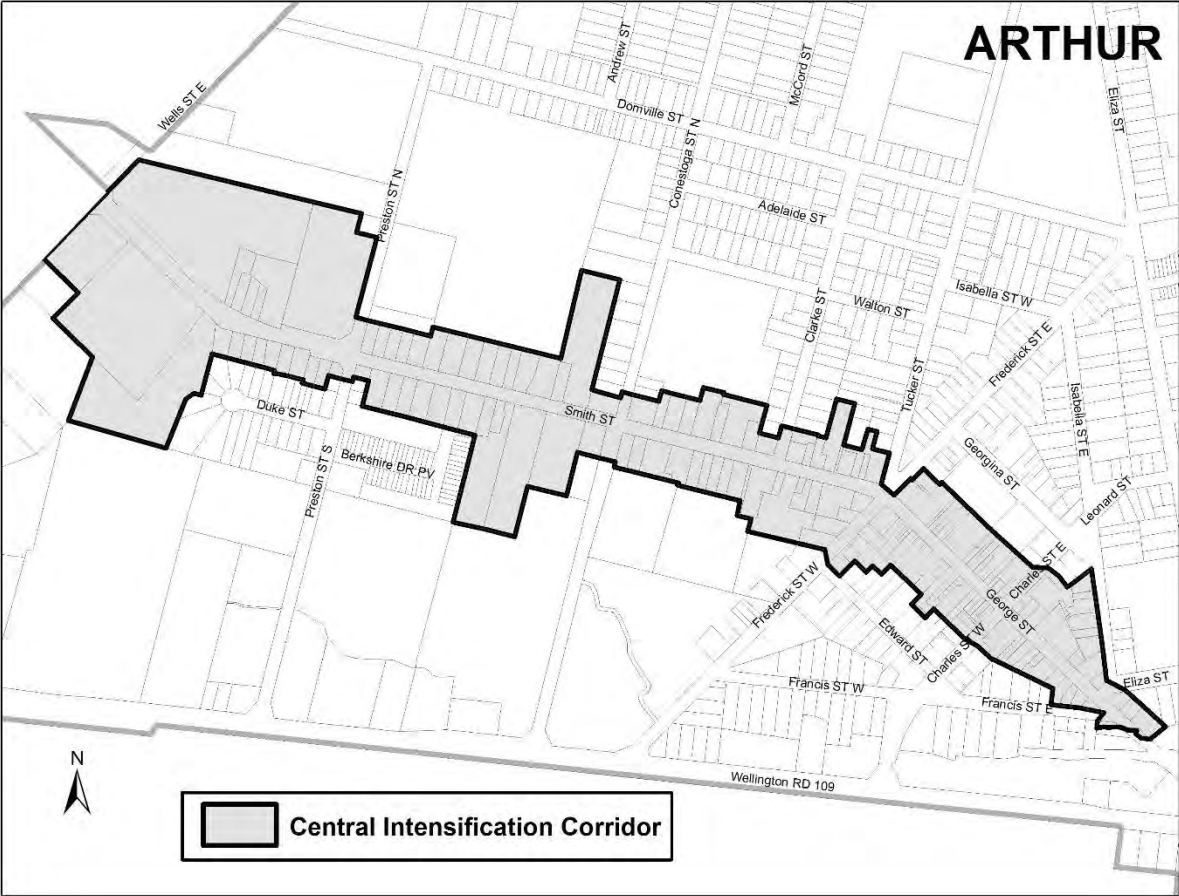 ARTHUR
Andrew ST
McCord ST
Eliza ST
Wells ST E
Domville ST
Conestoga ST N
Preston ST N
Adelaide ST
Isabella ST W
Walton ST
Clarke ST
Frederick ST E
Tucker ST
Isabella ST E
Duke ST
Smith ST
Georgina ST
Berkshire DR PV
Preston ST S
Leonard ST
Charles ST E
Frederick ST W
George ST
Edward ST
Charles ST W
Francis ST W
Eliza ST
Francis ST E
N
Wellington RD 109
Central Intensification Corridor